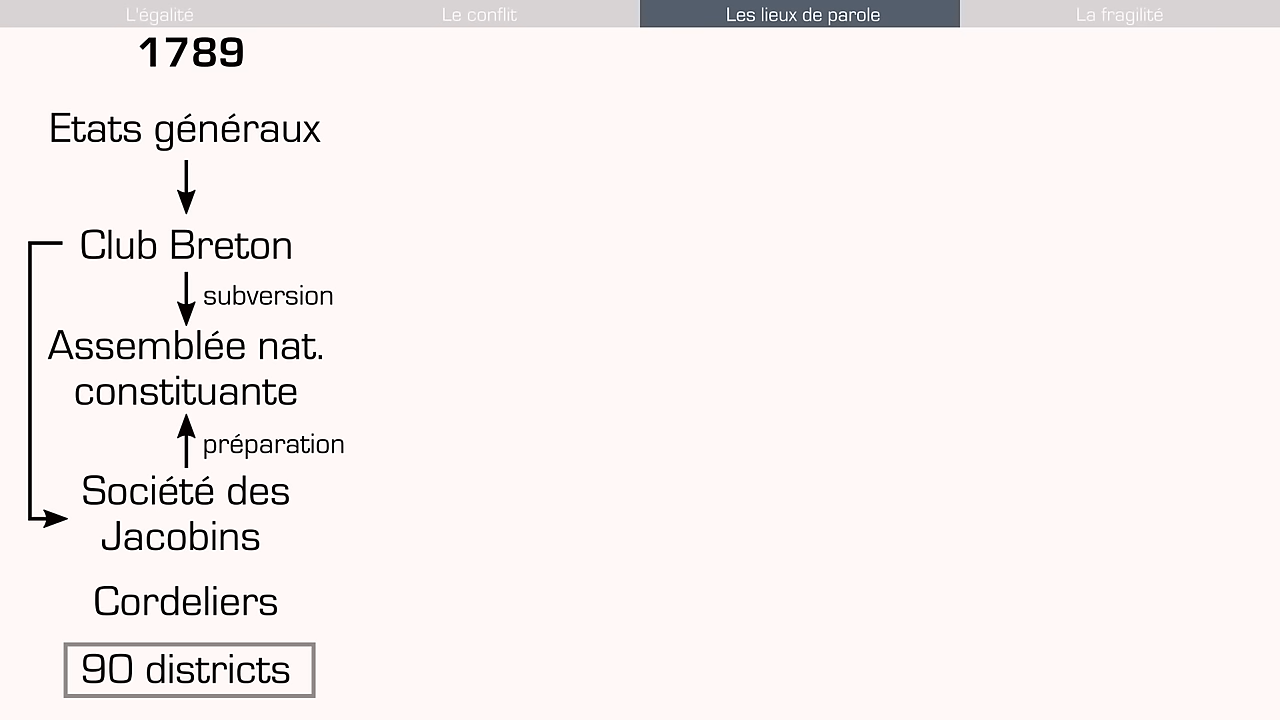 L'égalité
Le conflit
Les lieux de parole
La fragilité
1789
Etats généraux
Club Breton
subversion
Assemblée nat.
constituante
préparation
Société des
Jacobins
Cordeliers
90 districts